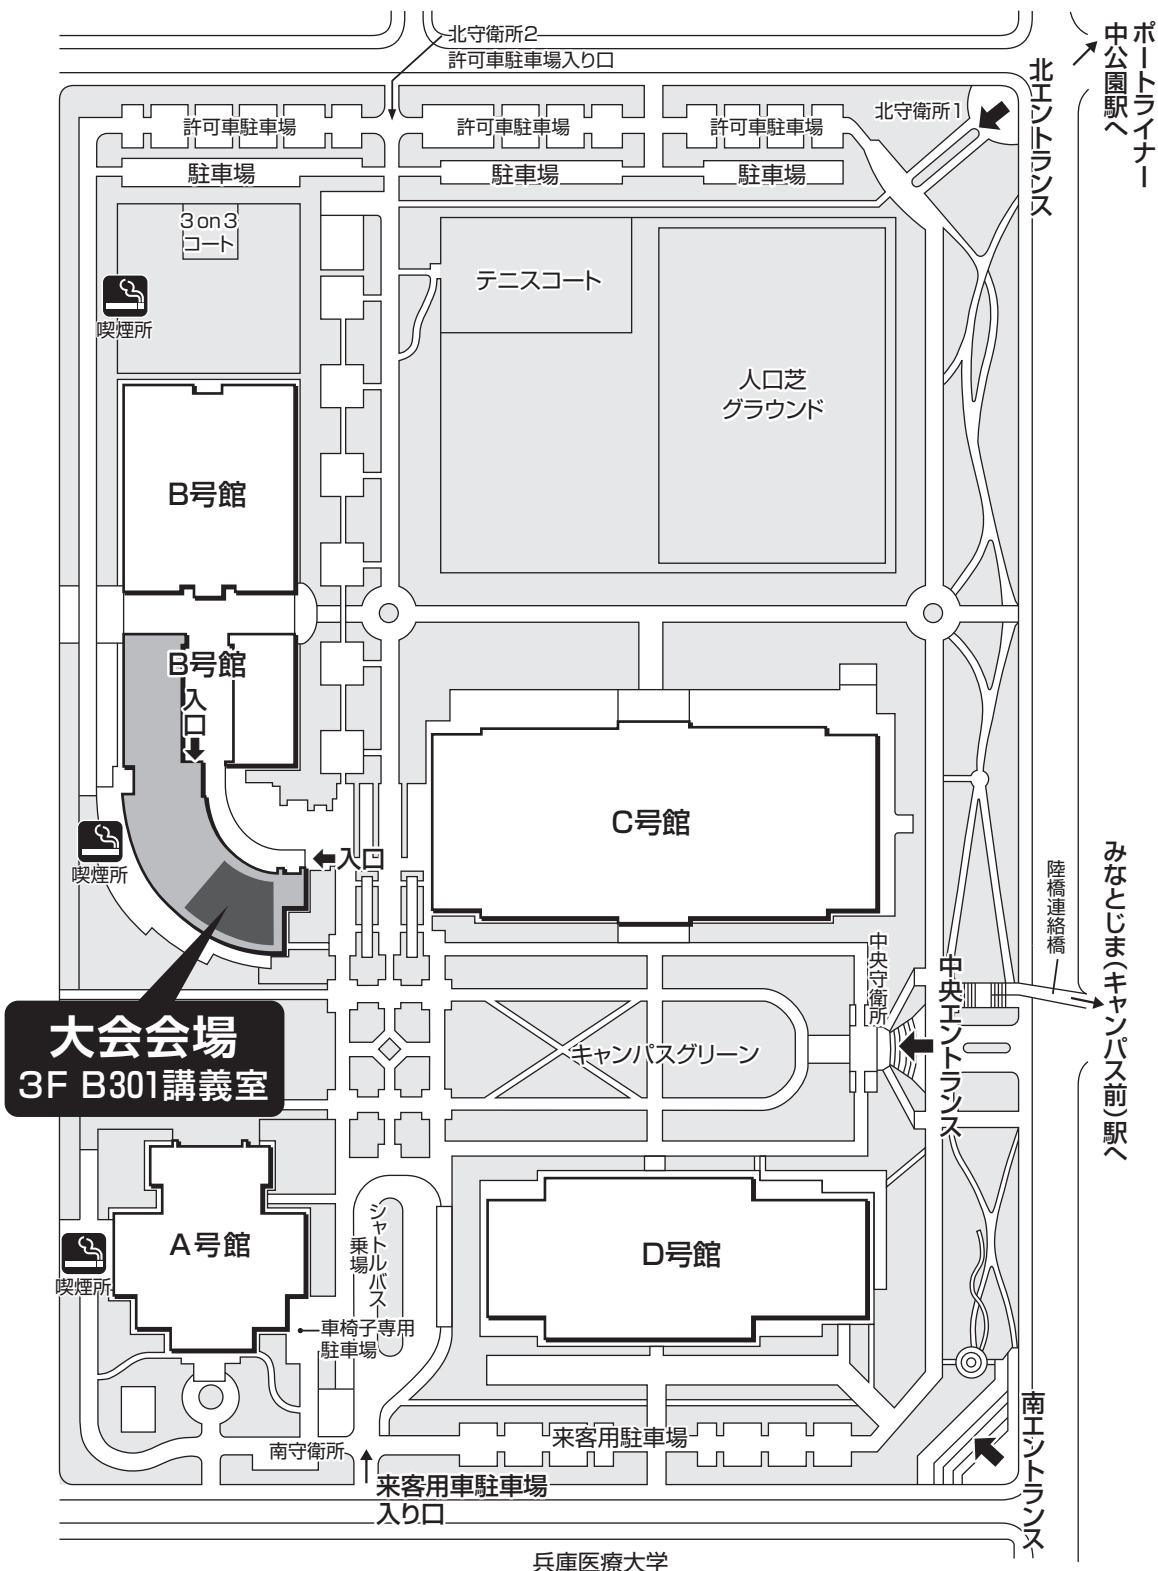 北守衛所2
許可車駐車場入り口
ポートライナー
中公園駅へ
北エントランス
北守衛所1
許可車駐車場
許可車駐車場
許可車駐車場
駐車場
駐車場
駐車場
3on3
コート
テニスコート
喫煙所
人口芝
グラウンド
B号館
B号館
入口
C号館
入口
喫煙所
陸橋連絡橋
みなとじま(キャンパス前)駅へ
中央守衛所
中央エントランス
大会会場
3F B301講義室
キャンパスグリーン
A号館
シャトルバス
乗場
D号館
喫煙所
車椅子専用
駐車場
南エントランス
南守衛所
来客用駐車場
来客用車駐車場
入り口
兵庫医療大学